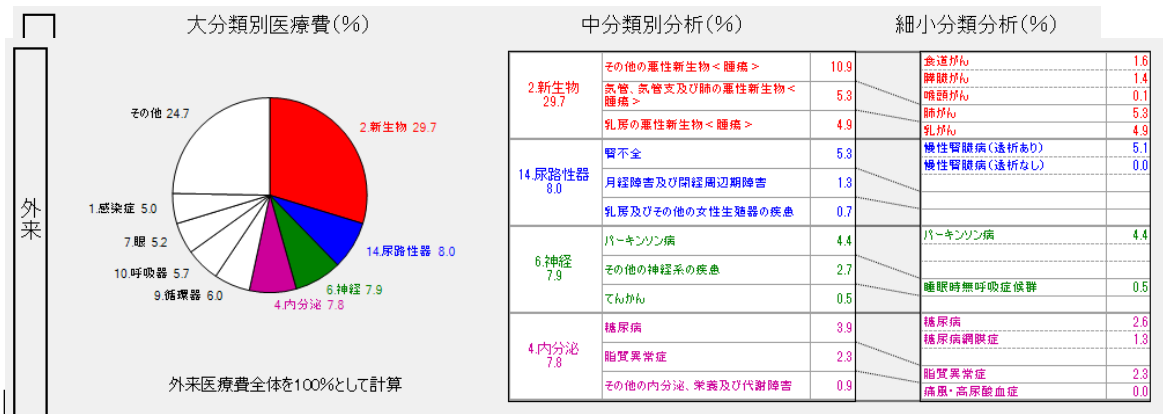 大分類別医療費(%)
中分類別分析(%)
細小分類分析(%)
外来
その他 24.7
2.新生物 29.7
1.感染症 5.0
7.眼 5.2
10.呼吸器 5.7
9.循環器 6.0
4.内分泌 7.8
6.神経 7.9
14.尿路性器 8.0
外来医療費全体を100%として計算
2.新生物
29.7
その他の悪性新生物<腫瘍> 10.9
気管、気管支及び肺の悪性新生物<
腫瘍> 5.3
乳房の悪性新生物<腫瘍> 4.9
食道がん 1.6
膵臓がん 1.4
喉頭がん 0.1
肺がん 5.3
乳がん 4.9
14.尿路性器
8.0
腎不全 5.3
月経障害及び閉経周辺期障害 1.3
乳房及びその他の女性生殖器の疾患 0.7
慢性腎臓病(透析あり) 5.1
慢性腎臓病(透析なし) 0.0
6.神経
7.9
パーキンソン病 4.4
その他の神経系の疾患 2.7
てんかん 0.5
パーキンソン病 4.4
睡眠時無呼吸症候群 0.5
4.内分泌
7.8
糖尿病 3.9
脂質異常症 2.3
その他の内分泌、栄養及び代謝障害 0.9
糖尿病 2.6
糖尿病網膜症 1.3
脂質異常症 2.3
痛風・高尿酸血症 0.0